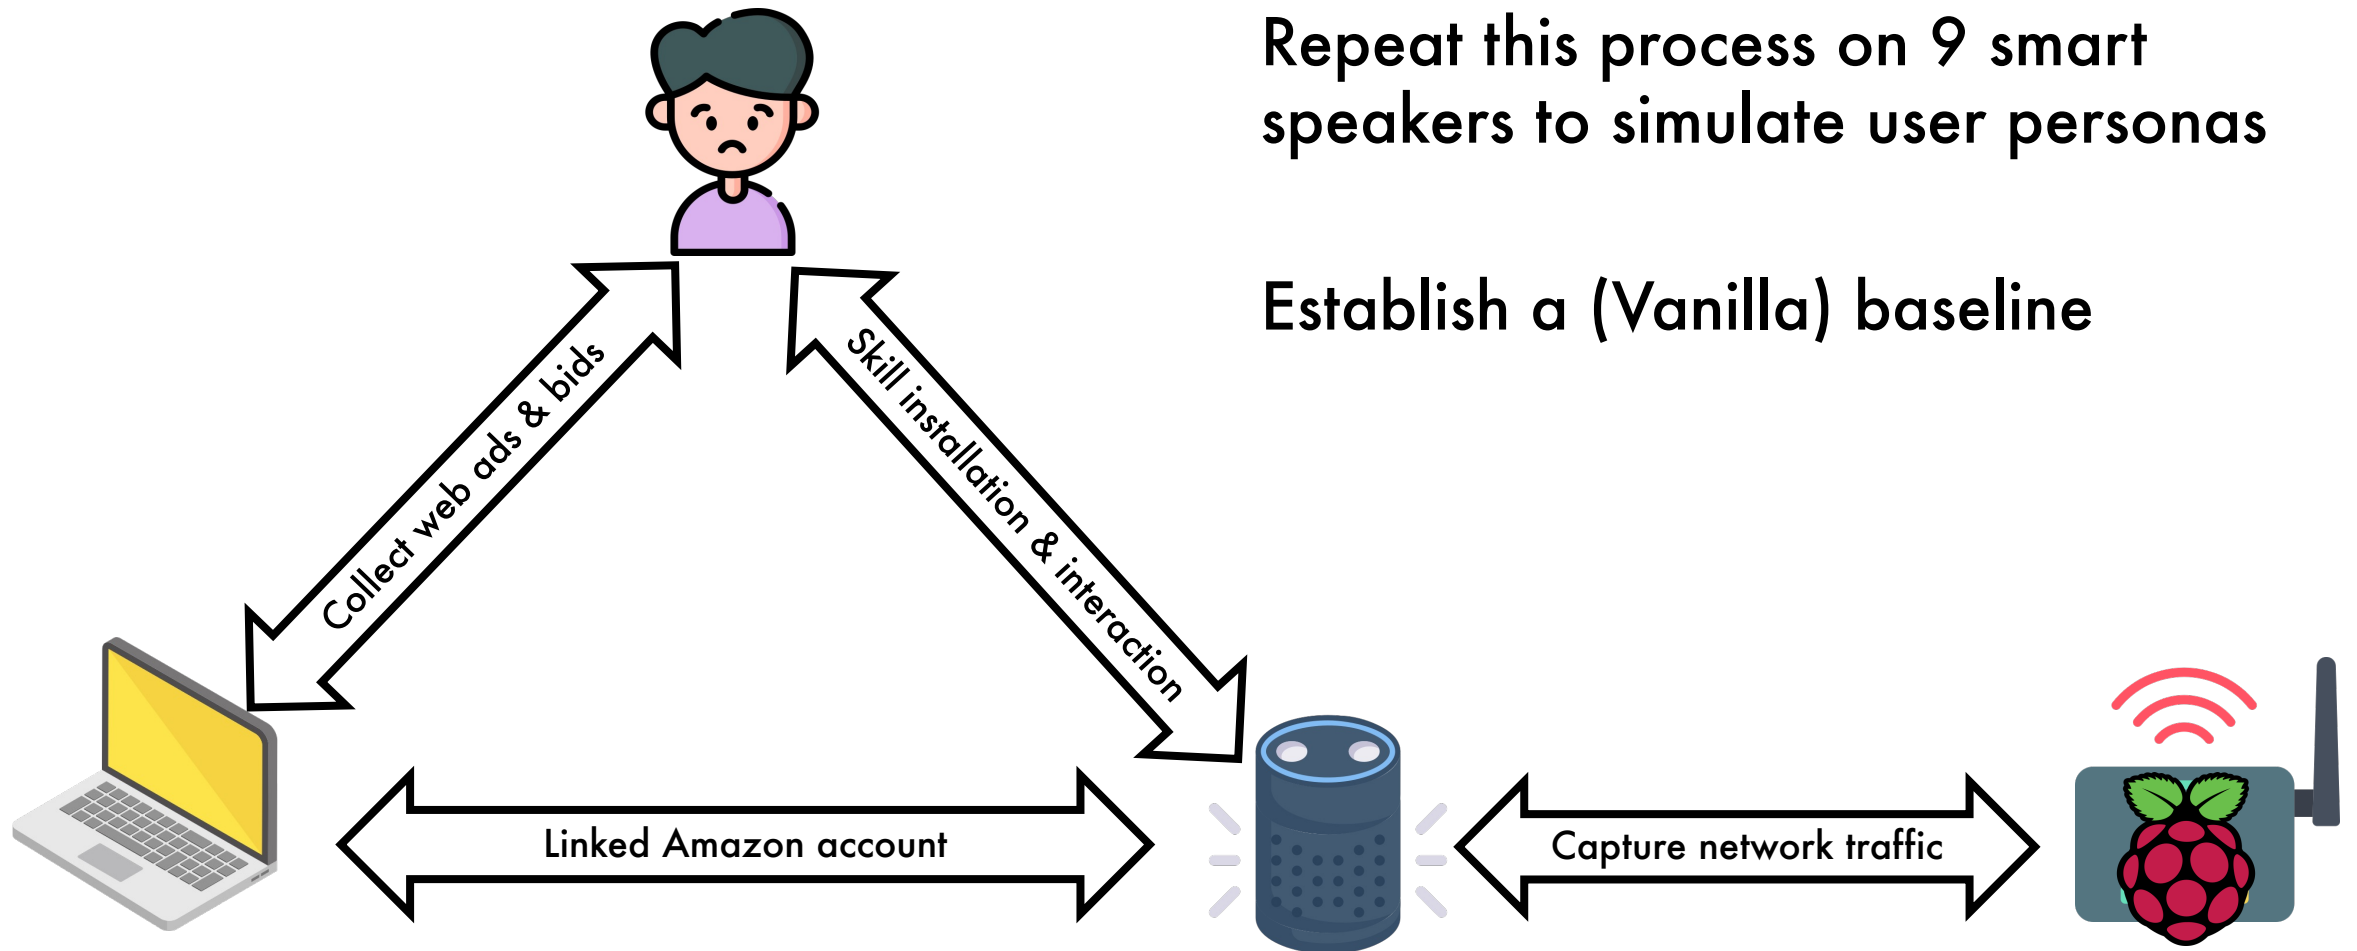 Repeat this process on 9 smart
speakers to simulate user personas
Establish a (Vanilla) baseline
Collect web ads & bids
Skill installation & interaction
Linked Amazon account
Capture network traffic